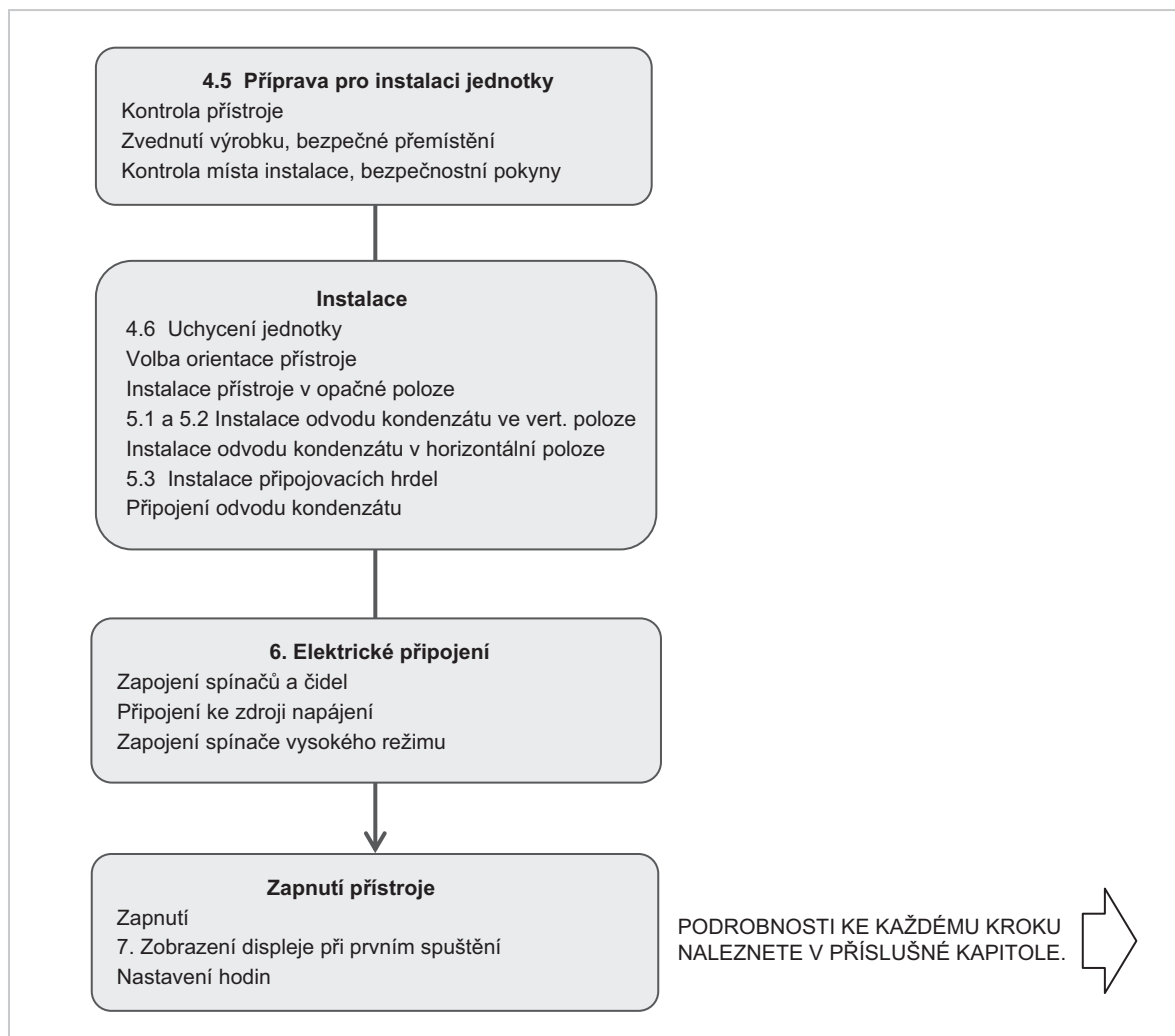 4.5 Příprava pro instalaci jednotky
Kontrola přístroje
Zvednutí výrobku, bezpečné přemístění
Kontrola místa instalace, bezpečnostní pokyny
Instalace
4.6 Uchycení jednotky
Volba orientace přístroje
Instalace přístroje v opačné poloze
5.1 a 5.2 Instalace odvodu kondenzátu ve vert. poloze
Instalace odvodu kondenzátu v horizontální poloze
5.3 Instalace připojovacích hrdel
Připojení odvodu kondenzátu
6. Elektrické připojení
Zapojení spínačů a čidel
Připojení ke zdroji napájení
Zapojení spínače vysokého režimu
Zapnutí přístroje
Zapnutí
7. Zobrazení displeje při prvním spuštění
Nastavení hodin
PODROBNOSTI KE KAŽDÉMU KROKU
NALEZNETE V PŘÍSLUŠNÉ KAPITOLE.